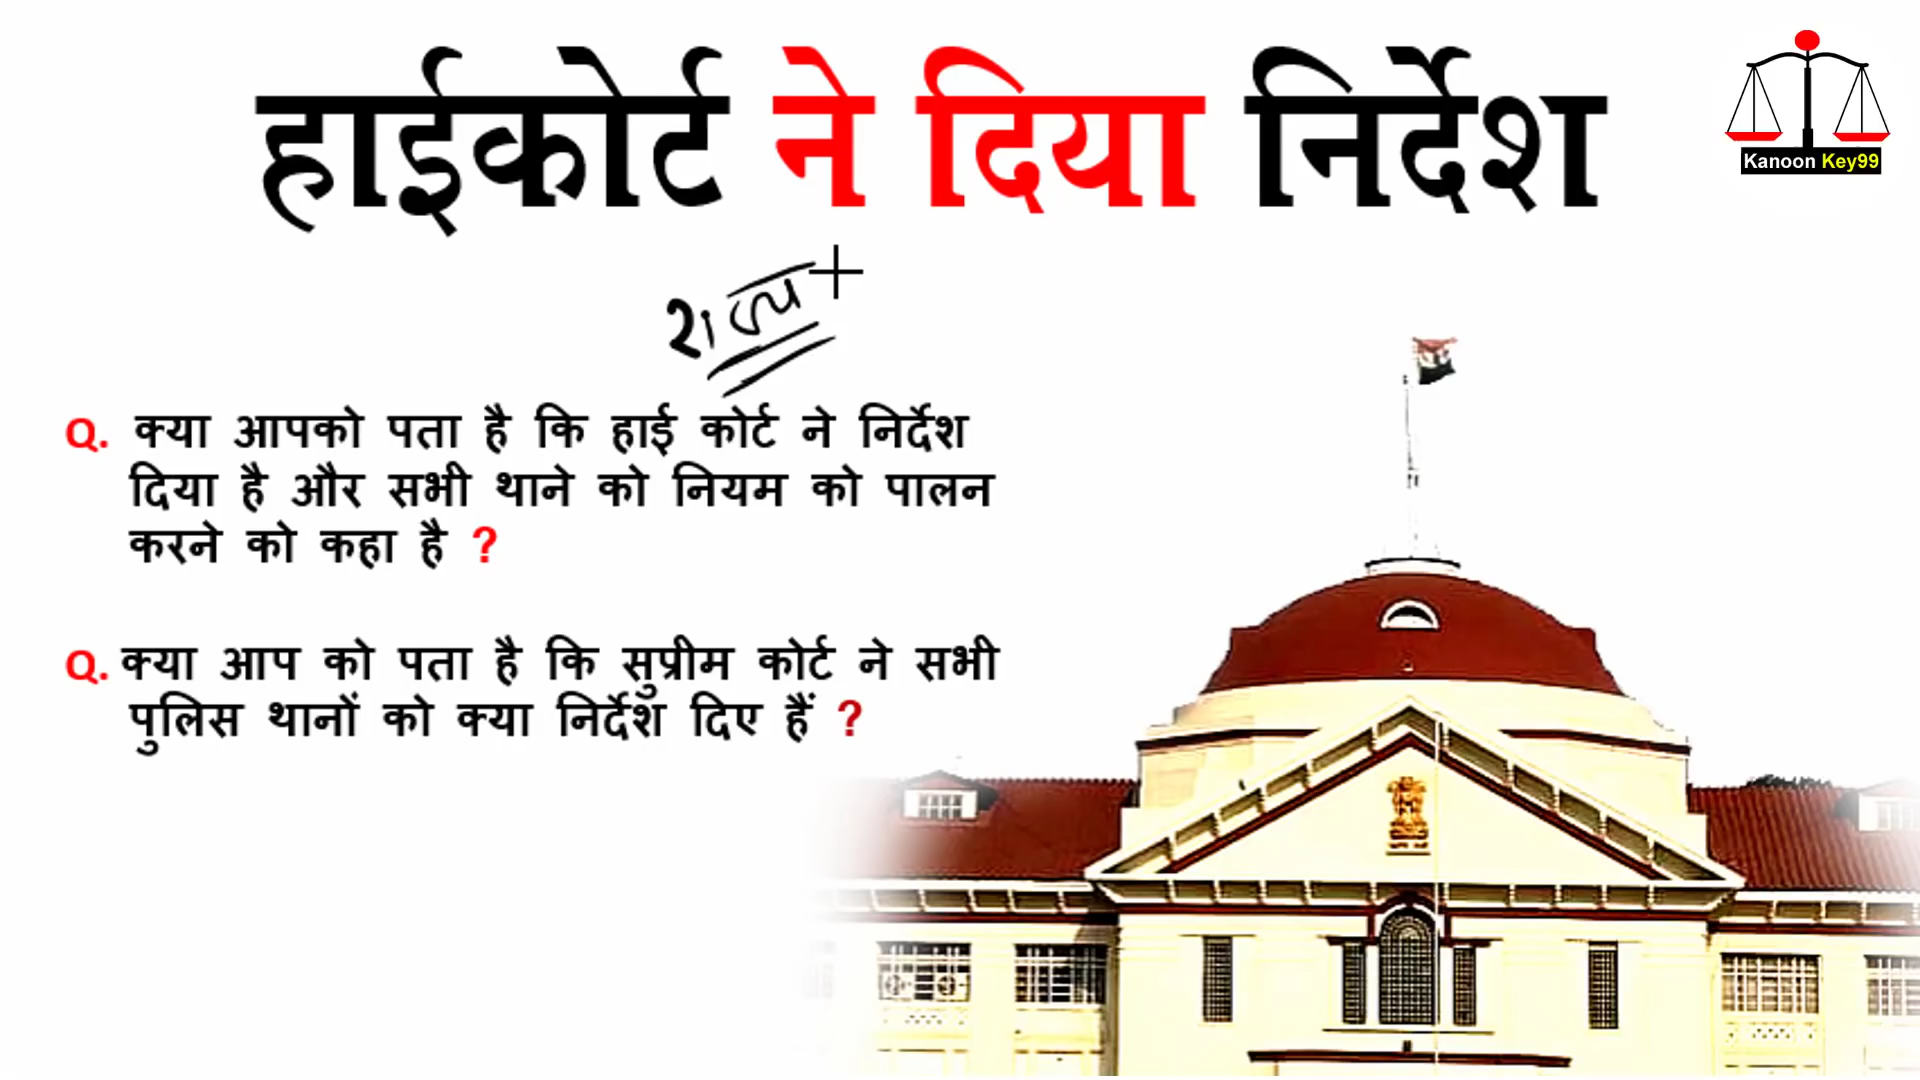 हाईकोर्ट ने दिया निर्देश
Kanoon Key99
राज्य
Q. क्या आपको पता है कि हाई कोर्ट ने निर्देश
दिया है और सभी थाने को नियम को पालन
करने को कहा है ?
Q. क्या आप को पता है कि सुप्रीम कोर्ट ने सभी
पुलिस थानों को क्या निर्देश दिए हैं ?